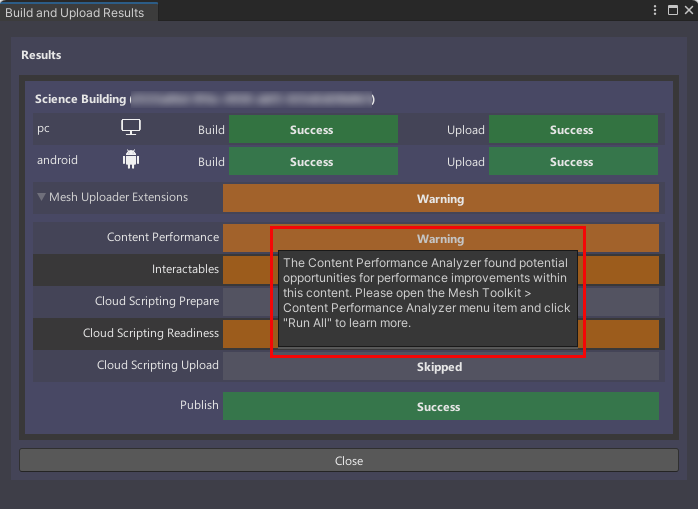 Build and Upload Results
Results
Science Building ( )
pc Build Success Upload Success
android Build Success Upload Success
Mesh Uploader Extensions Warning
Content Performance Warning
Interactables
Cloud Scripting Prepare
Cloud Scripting Readiness
The Content Performance Analyzer found potential
opportunities for performance improvements within
this content. Please open the Mesh Toolkit >
Content Performance Analyzer menu item and click
"Run All" to learn more.
Cloud Scripting Upload Skipped
Publish Success
Close